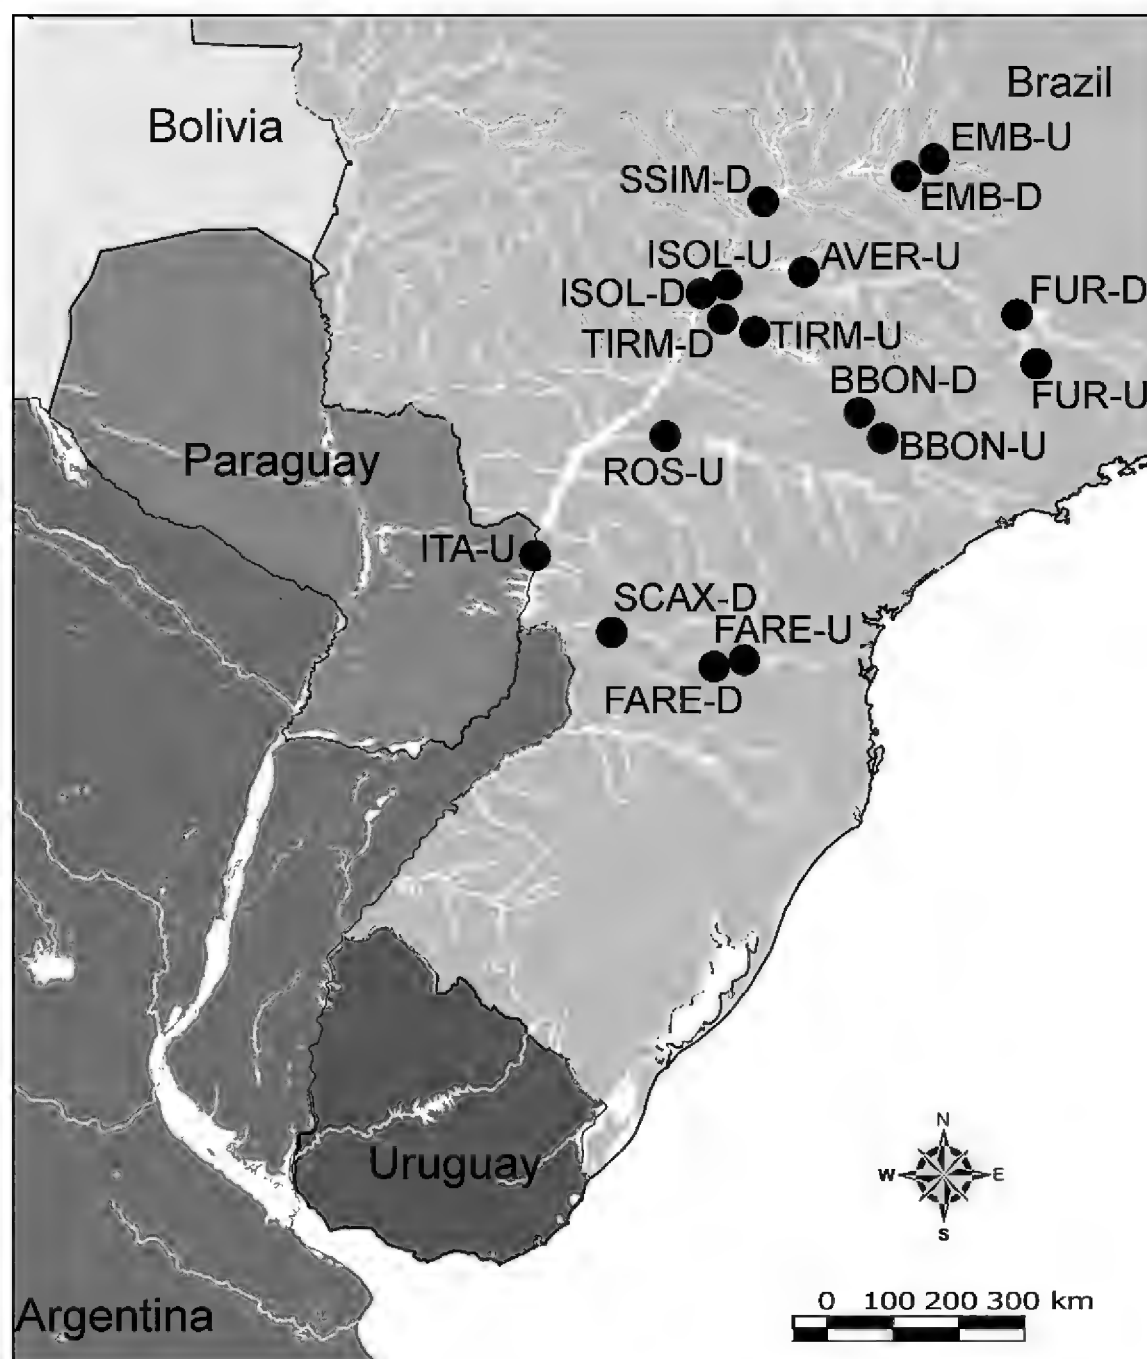 Brazil
Bolivia
EMB-U
SSIM-D
EMB-D
ISOL-U
AVER-U
ISOL-D
FUR-D
TIRM-D
TIRM-U
BBON-D
FUR-U
BBON-U
Paraguay
ROS-U
ITA-U
SCAX-D
FARE-U
FARE-D
N
W
E
S
Uruguay
0 100 200 300 km
Argentina